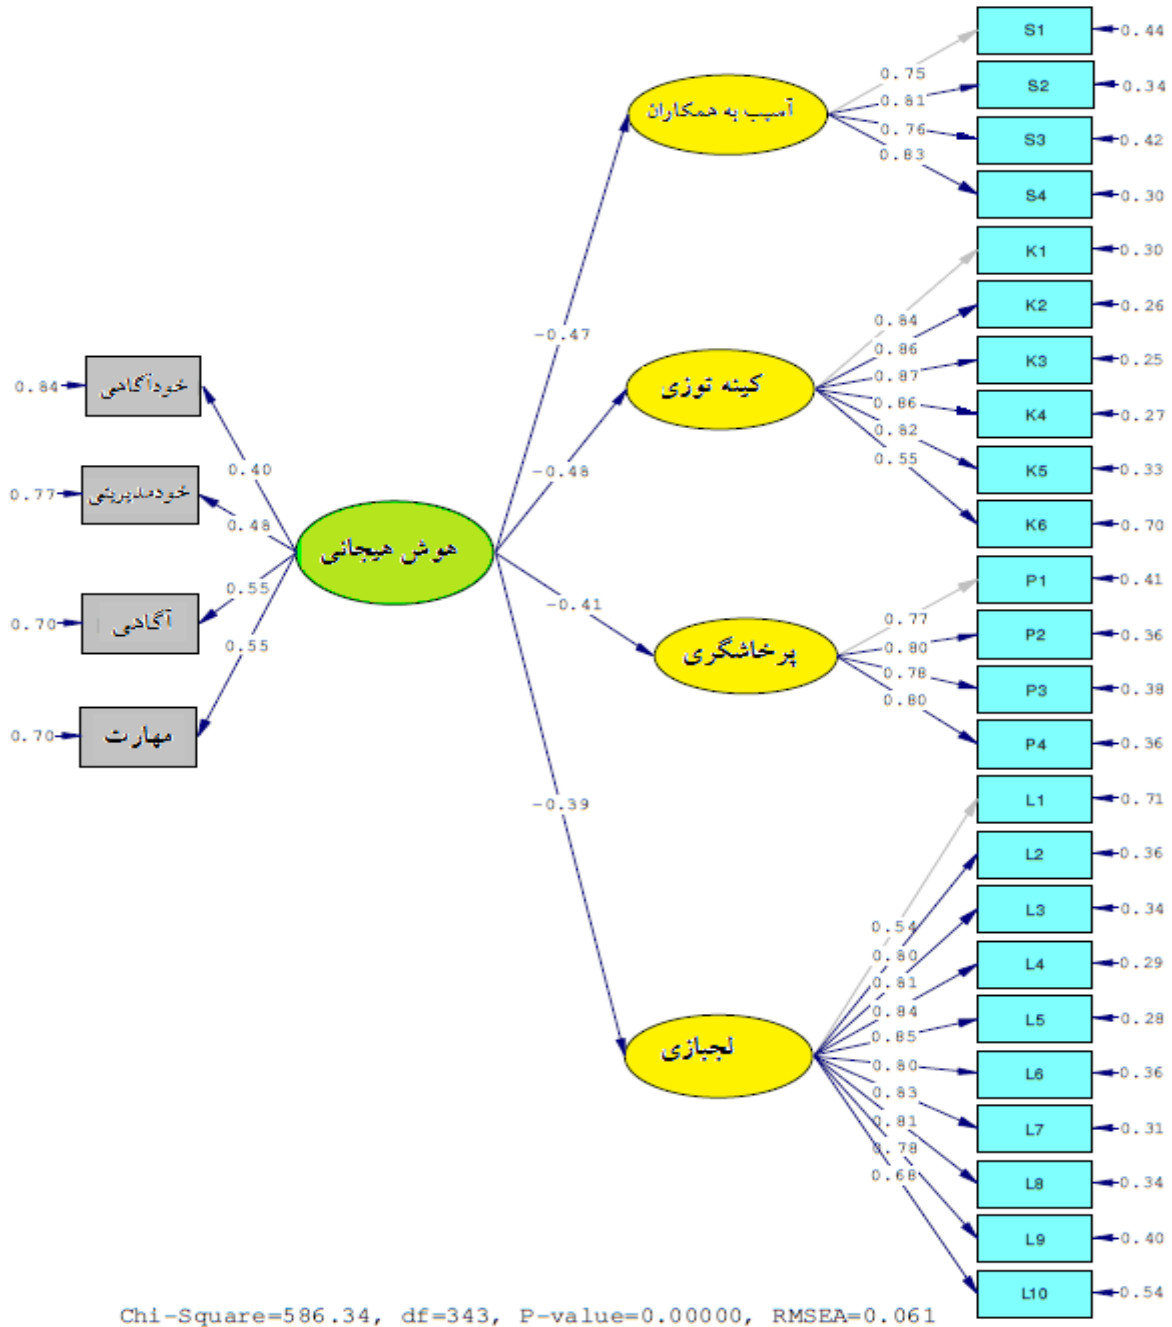 S1
0.44
0.75
S2
0.34
0.81
آسیب به همکاران
S3
0.42
0.76
S4
0.30
0.83
K1
0.30
0.84
K2
0.26
0.86
-0.47
K3
0.25
0.87
کینه توزی
K4
0.27
0.86
K5
0.33
0.82
K6
0.70
0.55
-0.48
0.84
خودآگاهی
0.40
0.77
خودمدیریتی
0.48
هوش هیجانی
0.55
0.70
آگاهی
0.55
0.70
مهارت
-0.41
P1
0.41
0.77
P2
0.36
0.80
پرخاشگری
P3
0.38
0.78
P4
0.36
0.80
-0.39
L1
0.71
0.54
L2
0.36
0.80
L3
0.34
0.81
L4
0.29
0.84
L5
0.28
0.85
لجبازی
L6
0.36
0.80
L7
0.31
0.83
L8
0.34
0.81
L9
0.40
0.78
L10
0.54
0.68
Chi-Square=586.34, df=343, P-value=0.00000, RMSEA=0.061